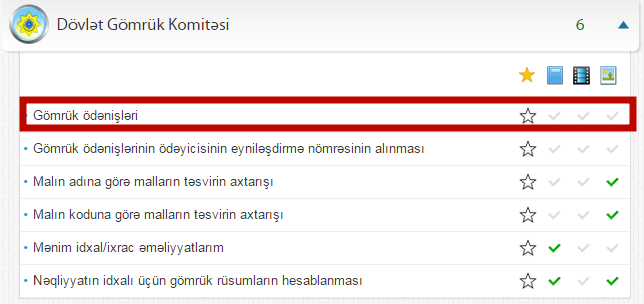 Dövlət Gömrük Komitəsi 6
Gömrük ödənişləri
Gömrük ödənişlərinin ödəyicisinin eyniləşdirmə nömrəsinin alınması
Malın adına görə malların təsvirin axtarışı
Malın koduna görə malların təsvirin axtarışı
Mənim idxal/ixrac əməliyyatlarım
Nəqliyyatın idxalı üçün gömrük rüsumların hesablanması